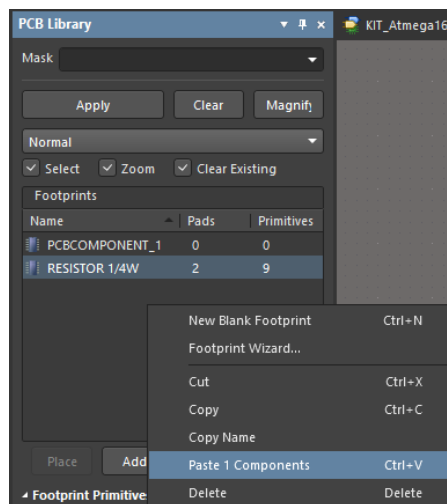 PCB Library
KIT_Atmega16
Mask
Apply Clear Magnify
Normal
Select Zoom Clear Existing
Footprints
Name Pads Primitives
PCBCOMPONENT_1 0 0
RESISTOR 1/4W 2 9
New Blank Footprint Ctrl+N
Footprint Wizard...
Cut Ctrl+X
Copy Ctrl+C
Copy Name
Place Add
Paste 1 Components Ctrl+V
Footprint Primitive
Delete Delete